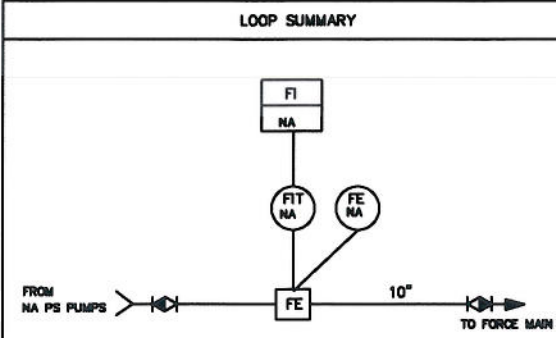 LOOP SUMMARY
FI
NA
FIT
NA
FE
NA
FROM
NA PS PUMPS
FE
10"
TO FORCE MAIN